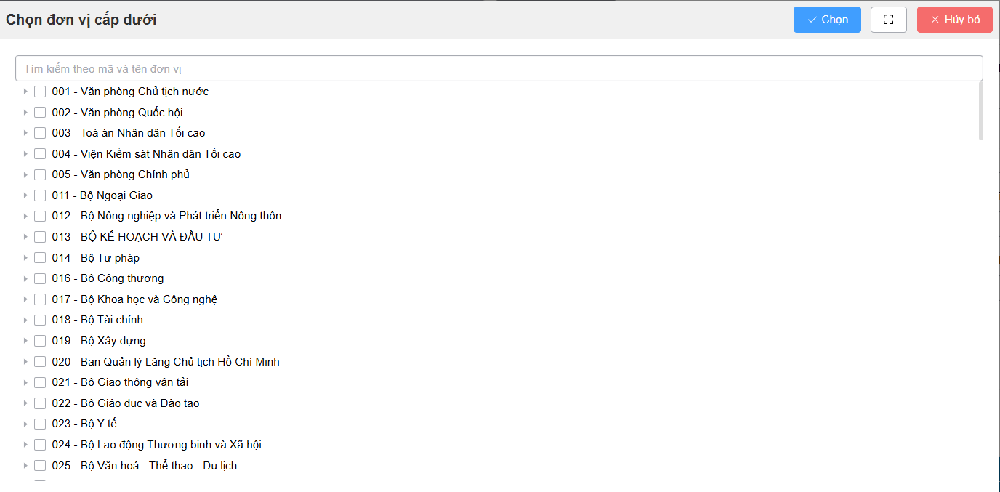 Chọn đơn vị cấp dưới
Chọn
Hủy bỏ
Tìm kiếm theo mã và tên đơn vị
001 - Văn phòng Chủ tịch nước
002 - Văn phòng Quốc hội
003 - Toà án Nhân dân Tối cao
004 - Viện Kiểm sát Nhân dân Tối cao
005 - Văn phòng Chính phủ
011 - Bộ Ngoại Giao
012 - Bộ Nông nghiệp và Phát triển Nông thôn
013 - BỘ KẾ HOẠCH VÀ ĐẦU TƯ
014 - Bộ Tư pháp
016 - Bộ Công thương
017 - Bộ Khoa học và Công nghệ
018 - Bộ Tài chính
019 - Bộ Xây dựng
020 - Ban Quản lý Lăng Chủ tịch Hồ Chí Minh
021 - Bộ Giao thông vận tải
022 - Bộ Giáo dục và Đào tạo
023 - Bộ Y tế
024 - Bộ Lao động Thương binh và Xã hội
025 - Bộ Văn hoá - Thể thao - Du lịch